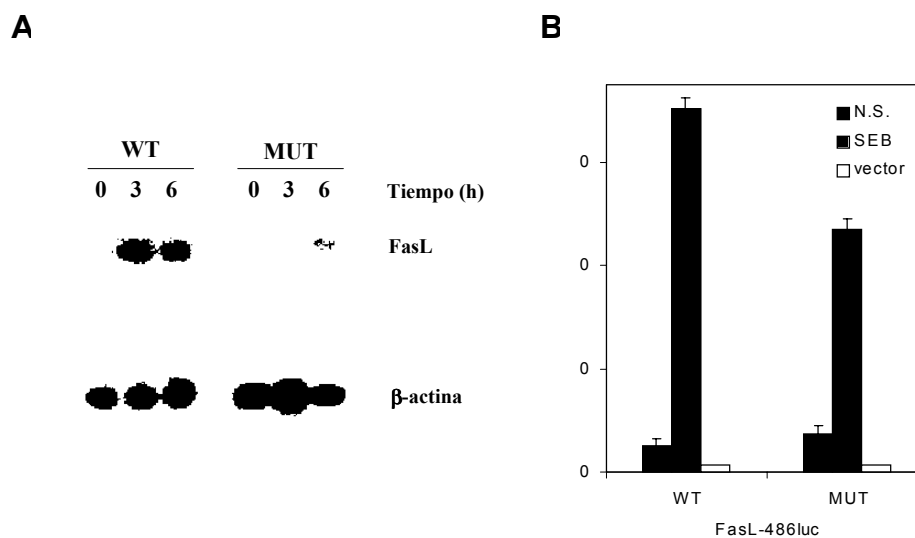 A
WT MUT
0 3 6 0 3 6 Tiempo (h)
FasL
β-actina
B
N.S.
SEB
vector
0
0
0
0
WT MUT
FasL-486luc